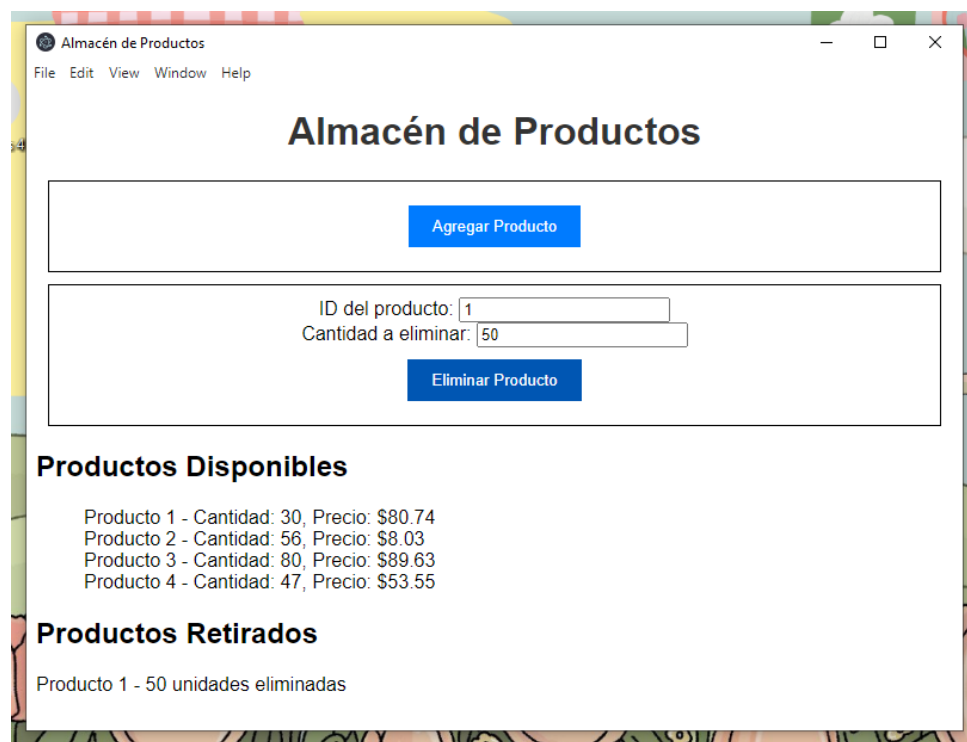 Almacén de Productos
File Edit View Window Help
Almacén de Productos
Agregar Producto
ID del producto: 1
Cantidad a eliminar: 50
Eliminar Producto
Productos Disponibles
Producto 1 - Cantidad: 30, Precio: $80.74
Producto 2 - Cantidad: 56, Precio: $8.03
Producto 3 - Cantidad: 80, Precio: $89.63
Producto 4 - Cantidad: 47, Precio: $53.55
Productos Retirados
Producto 1 - 50 unidades eliminadas